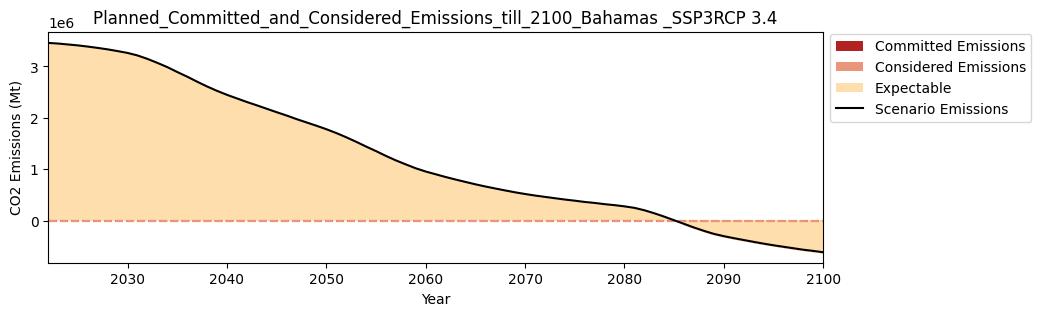 Planned_Committed_and_Considered_Emissions_till_2100_Bahamas _SSP3RCP 3.4
1e6
3
2
1
0
CO2 Emissions (Mt)
2030 2040 2050 2060 2070 2080 2090 2100
Year
Committed Emissions
Considered Emissions
Expectable
Scenario Emissions